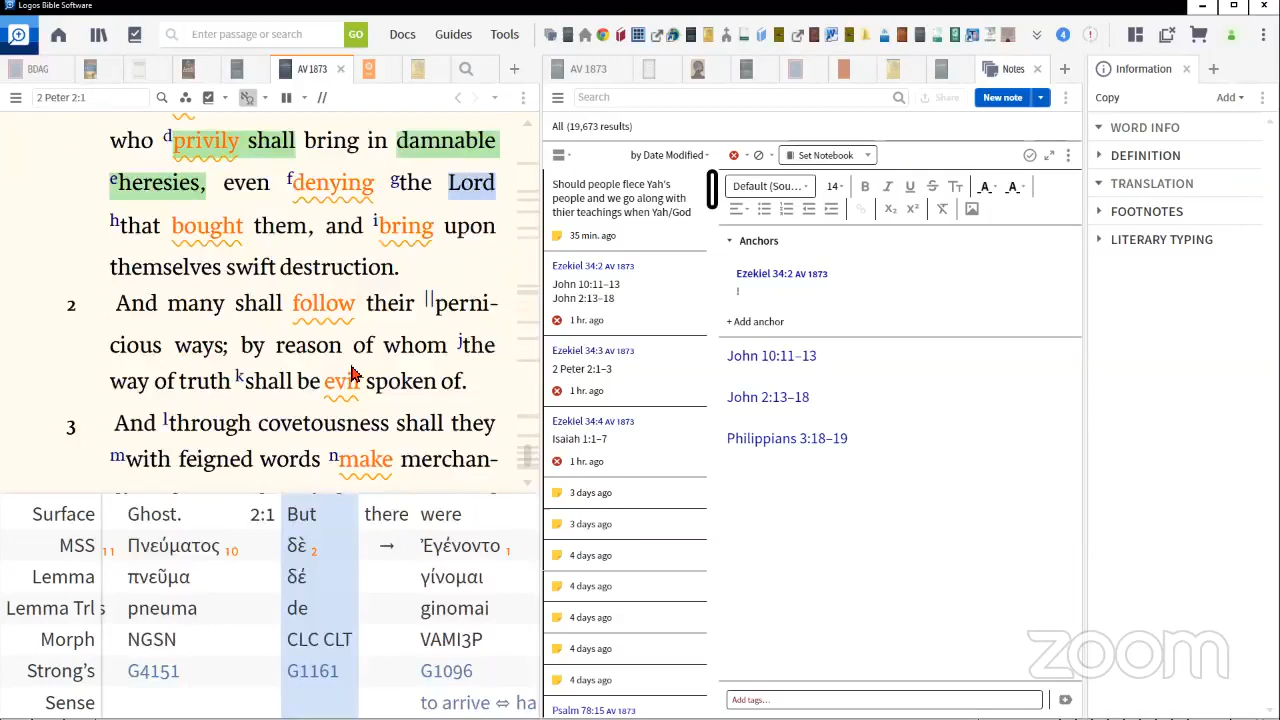 Logos Bible Software
Enter passage or search
GO
Docs
Guides
Tools
4
BDAG
AV 1873
AV 1873
Notes
Information
2 Peter 2:1
Search
Share
New note
Copy
Add
who ᵈprivily shall bring in damnable
ᵉheresies, even ᶠdenying ᵍthe Lord
ʰthat bought them, and ⁱbring upon
themselves swift destruction.
2 And many shall follow their ||perni-
cious ways; by reason of whom ʲthe
way of truth ᵏshall be evil spoken of.
3 And ˡthrough covetousness shall they
ᵐwith feigned words ⁿmake merchan-
Surface Ghost. 2:1 But there were
MSS 11 Πνεύματος 10 δὲ 2 → Ἐγένοντο 1
Lemma πνεῦμα δέ γίνομαι
Lemma Trl s pneuma de ginomai
Morph NGSN CLC CLT VAMI3P
Strong's G4151 G1161 G1096
Sense to arrive ⇔ ha
All (19,673 results)
by Date Modified
Set Notebook
Should people flece Yah's
people and we go along with
thier teachings when Yah/God
35 min. ago
Ezekiel 34:2 AV 1873
John 10:11–13
John 2:13–18
1 hr. ago
Ezekiel 34:3 AV 1873
2 Peter 2:1–3
1 hr. ago
Ezekiel 34:4 AV 1873
Isaiah 1:1–7
1 hr. ago
3 days ago
3 days ago
4 days ago
4 days ago
4 days ago
4 days ago
4 days ago
Psalm 78:15 AV 1873
Default (Sou...
14
B I U S TT A A
X₂ X²
Anchors
Ezekiel 34:2 AV 1873
!
+ Add anchor
John 10:11–13
John 2:13–18
Philippians 3:18–19
Add tags...
WORD INFO
DEFINITION
TRANSLATION
FOOTNOTES
LITERARY TYPING
zoom